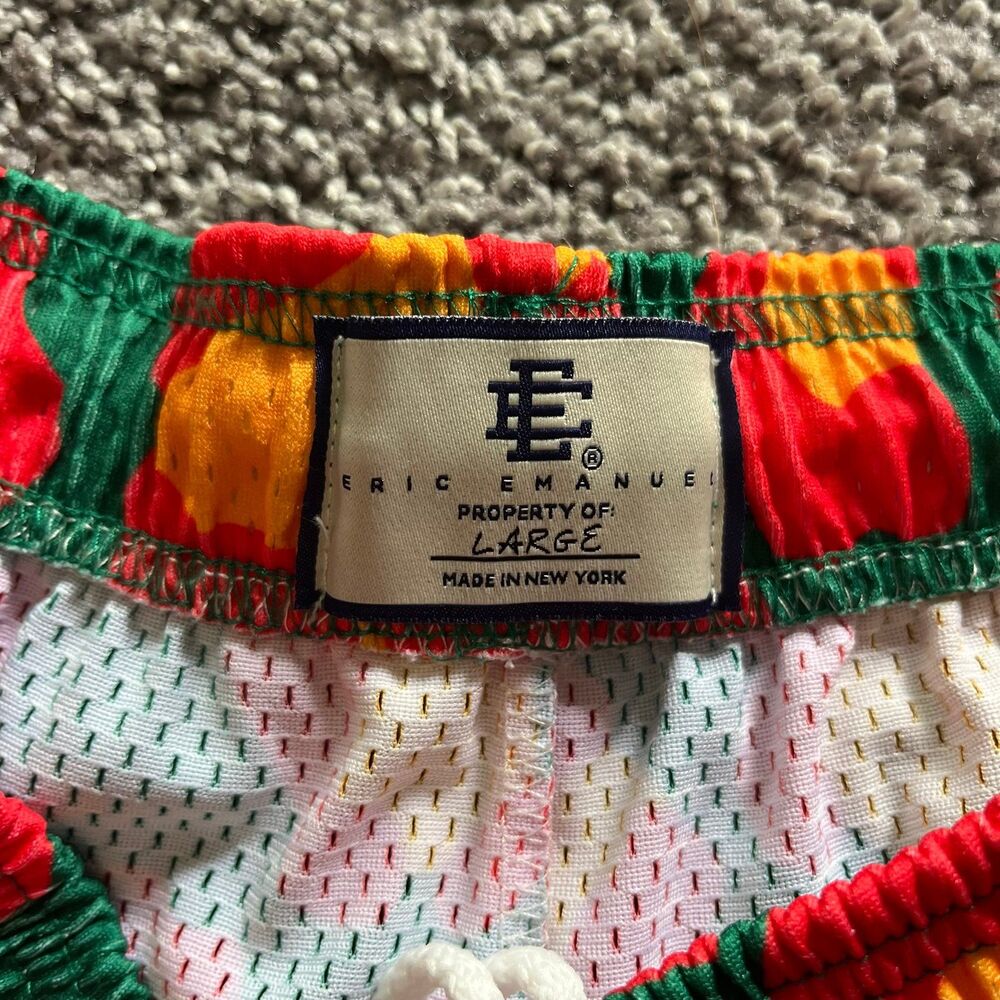 EE®
ERIC EMANUEL
PROPERTY OF:
LARGE
MADE IN NEW YORK